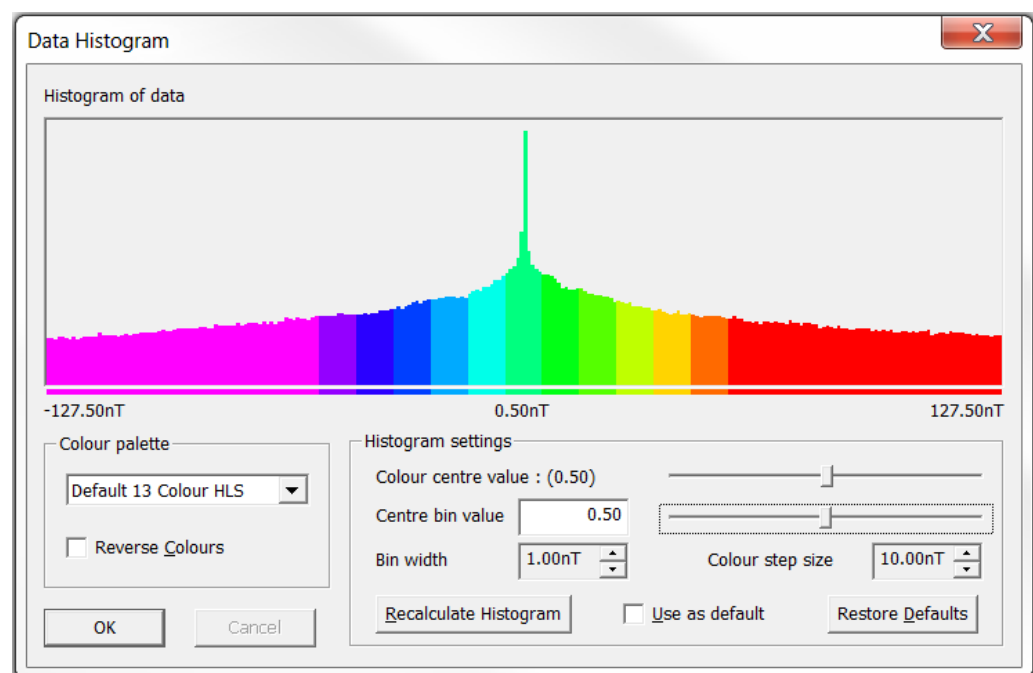 Data Histogram
Histogram of data
-127.50nT 0.50nT 127.50nT
Colour palette
Default 13 Colour HLS
Reverse Colours
OK Cancel
Histogram settings
Colour centre value : (0.50)
Centre bin value 0.50
Bin width 1.00nT Colour step size 10.00nT
Recalculate Histogram Use as default Restore Defaults